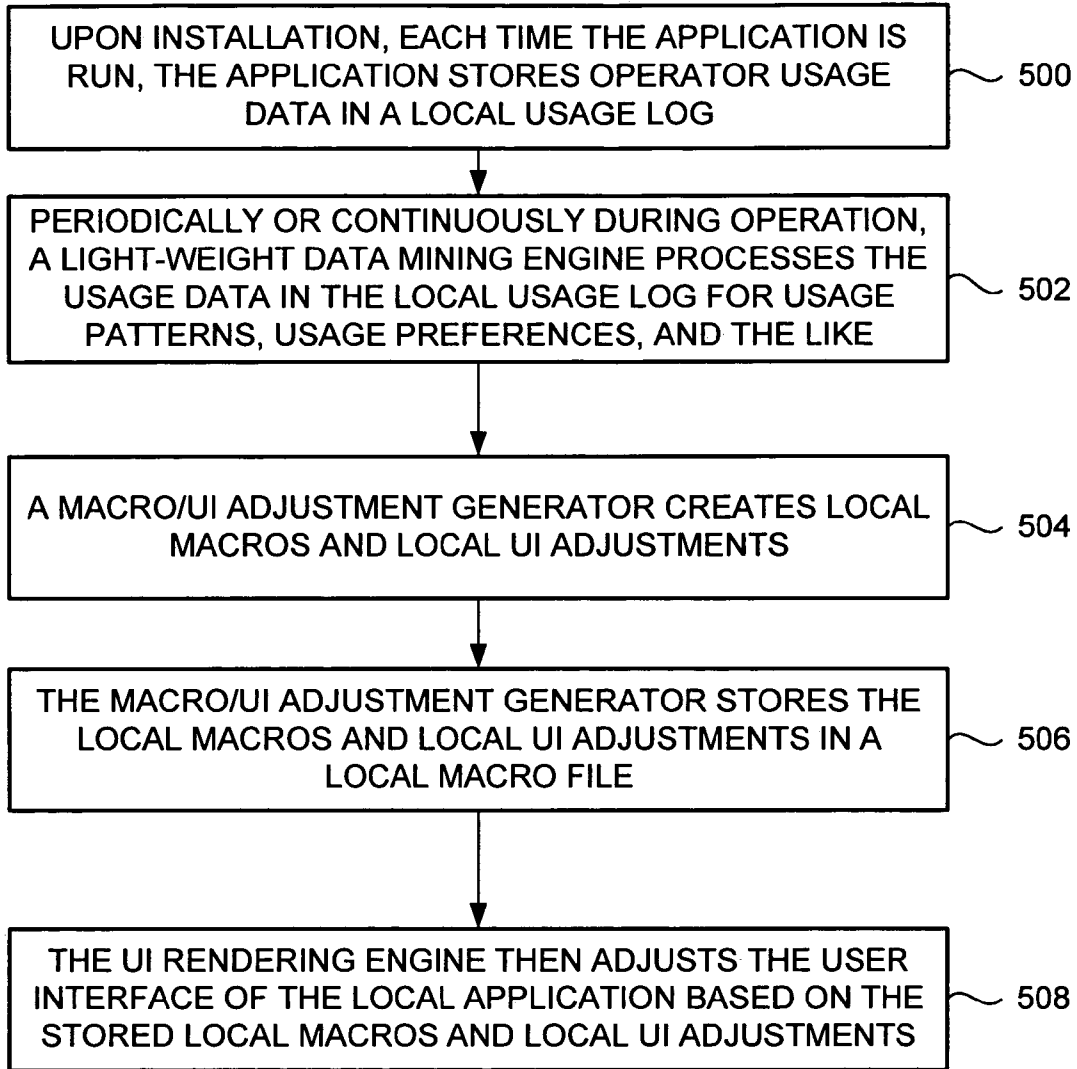 UPON INSTALLATION, EACH TIME THE APPLICATION IS
RUN, THE APPLICATION STORES OPERATOR USAGE
DATA IN A LOCAL USAGE LOG
500
PERIODICALLY OR CONTINUOUSLY DURING OPERATION,
A LIGHT-WEIGHT DATA MINING ENGINE PROCESSES THE
USAGE DATA IN THE LOCAL USAGE LOG FOR USAGE
PATTERNS, USAGE PREFERENCES, AND THE LIKE
502
A MACRO/UI ADJUSTMENT GENERATOR CREATES LOCAL
MACROS AND LOCAL UI ADJUSTMENTS
504
THE MACRO/UI ADJUSTMENT GENERATOR STORES THE
LOCAL MACROS AND LOCAL UI ADJUSTMENTS IN A
LOCAL MACRO FILE
506
THE UI RENDERING ENGINE THEN ADJUSTS THE USER
INTERFACE OF THE LOCAL APPLICATION BASED ON THE
STORED LOCAL MACROS AND LOCAL UI ADJUSTMENTS
508